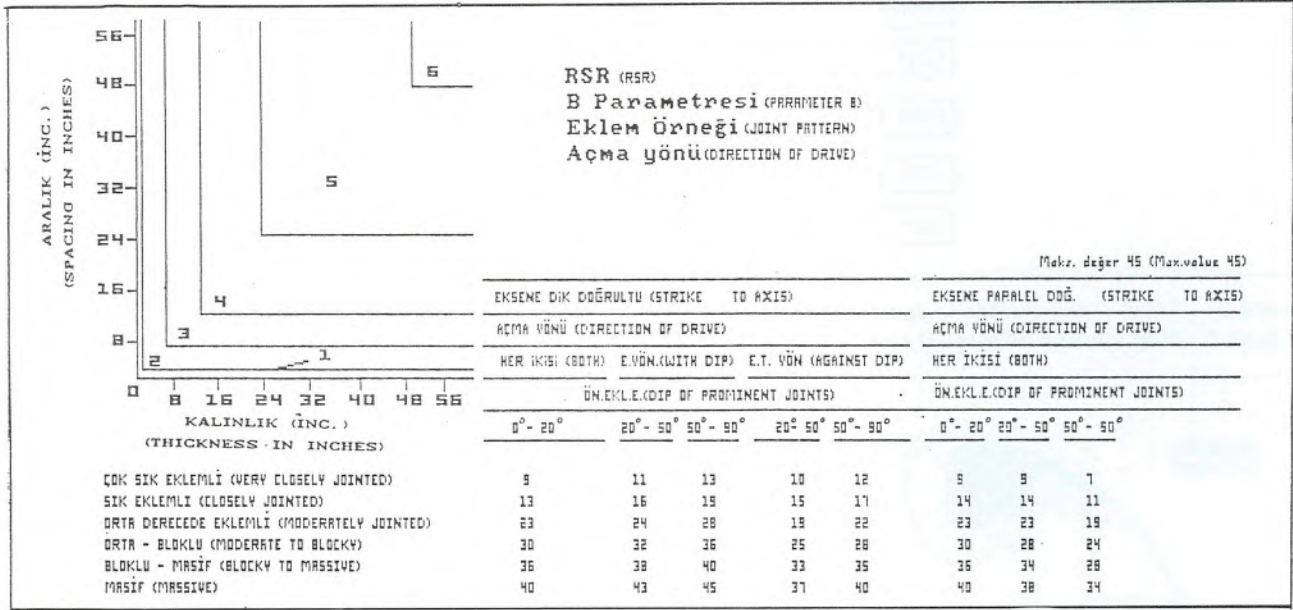 56
48
40
32
24
16
8
0
ARALIK (İNC.)
(SPACING IN INCHES)
6
5
4
3
2
1
8 16 24 32 40 48 56
KALINLIK (İNC.)
(THICKNESS IN INCHES)
RSR (RSR)
B Parametresi (PARAMETER B)
Eklem Örneği (JOINT PATTERN)
Açma yönü (DIRECTION OF DRIVE)
Maks. değer 45 (Max.value 45)
EKSENE DİK DOĞRULTU (STRIKE TO AXIS) EKSENE PARALEL DOĞ. (STRIKE TO AXIS)
AÇMA YÖNÜ (DIRECTION OF DRIVE) AÇMA YÖNÜ (DIRECTION OF DRIVE)
HER İKİSİ (BOTH) E.YÖN.(WITH DIP) E.T. YÖN (AGAINST DIP) HER İKİSİ (BOTH)
ÖN.EKL.E.(DIP OF PROMINENT JOINTS) ÖN.EKL.E.(DIP OF PROMINENT JOINTS)
0°- 20° 20°- 50° 50°- 90° 20°- 50° 50°- 90° 0°- 20° 20°- 50° 50°- 50°
ÇOK SIK EKLEMLİ (VERY CLOSELY JOINTED) 9 11 13 10 12 9 9 7
SIK EKLEMLİ (CLOSELY JOINTED) 13 16 19 15 17 14 14 11
ORTA DERECEDE EKLEMLİ (MODERATELY JOINTED) 23 24 28 19 22 23 23 19
ORTA - BLOKLU (MODERATE TO BLOCKY) 30 32 36 25 28 30 28 24
BLOKLU - MASİF (BLOCKY TO MASSIVE) 36 38 40 33 35 36 34 28
MASİF (MASSIVE) 40 43 45 37 40 40 38 34